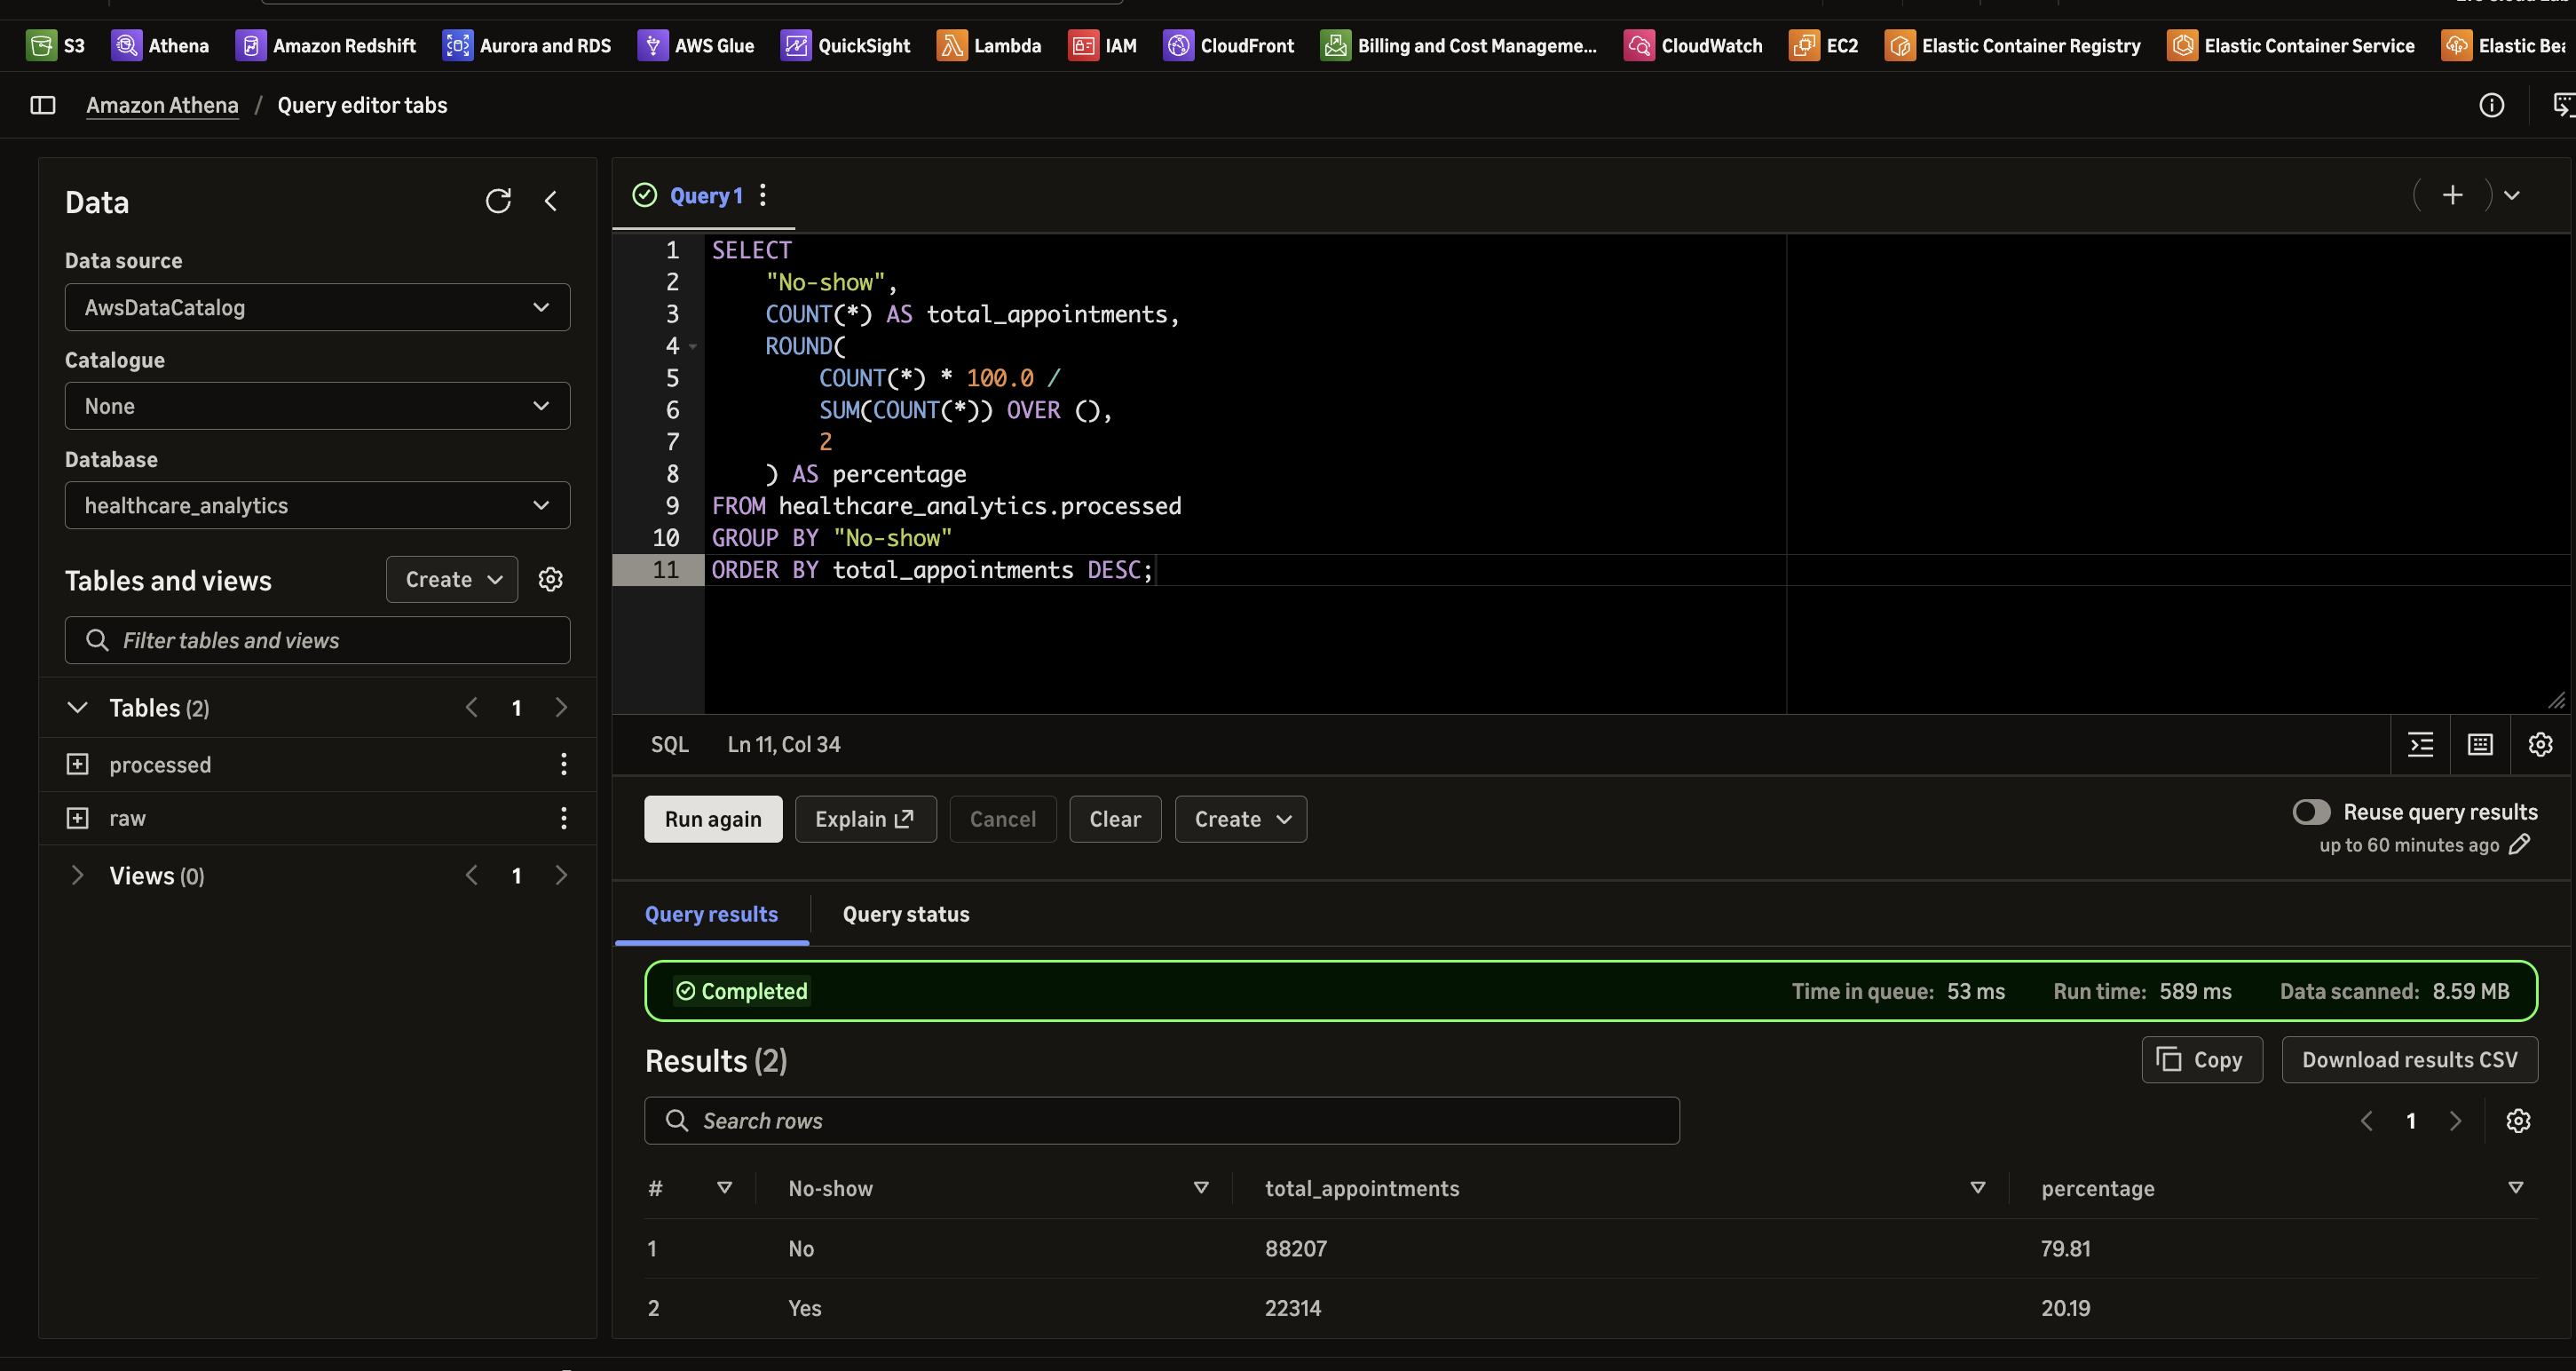 S3 Athena Amazon Redshift Aurora and RDS AWS Glue QuickSight Lambda IAM CloudFront Billing and Cost Manageme... CloudWatch EC2 Elastic Container Registry Elastic Container Service Elastic Bea
Amazon Athena / Query editor tabs
Data
Data source
AwsDataCatalog
Catalogue
None
Database
healthcare_analytics
Tables and views Create
Filter tables and views
Tables (2) 1
processed
raw
Views (0) 1
Query 1
1 SELECT
2 "No-show",
3 COUNT(*) AS total_appointments,
4 ROUND(
5 COUNT(*) * 100.0 /
6 SUM(COUNT(*)) OVER (),
7 2
8 ) AS percentage
9 FROM healthcare_analytics.processed
10 GROUP BY "No-show"
11 ORDER BY total_appointments DESC;
SQL Ln 11, Col 34
Run again Explain Cancel Clear Create
Reuse query results
up to 60 minutes ago
Query results Query status
Completed Time in queue: 53 ms Run time: 589 ms Data scanned: 8.59 MB
Results (2) Copy Download results CSV
Search rows 1
# No-show total_appointments percentage
1 No 88207 79.81
2 Yes 22314 20.19